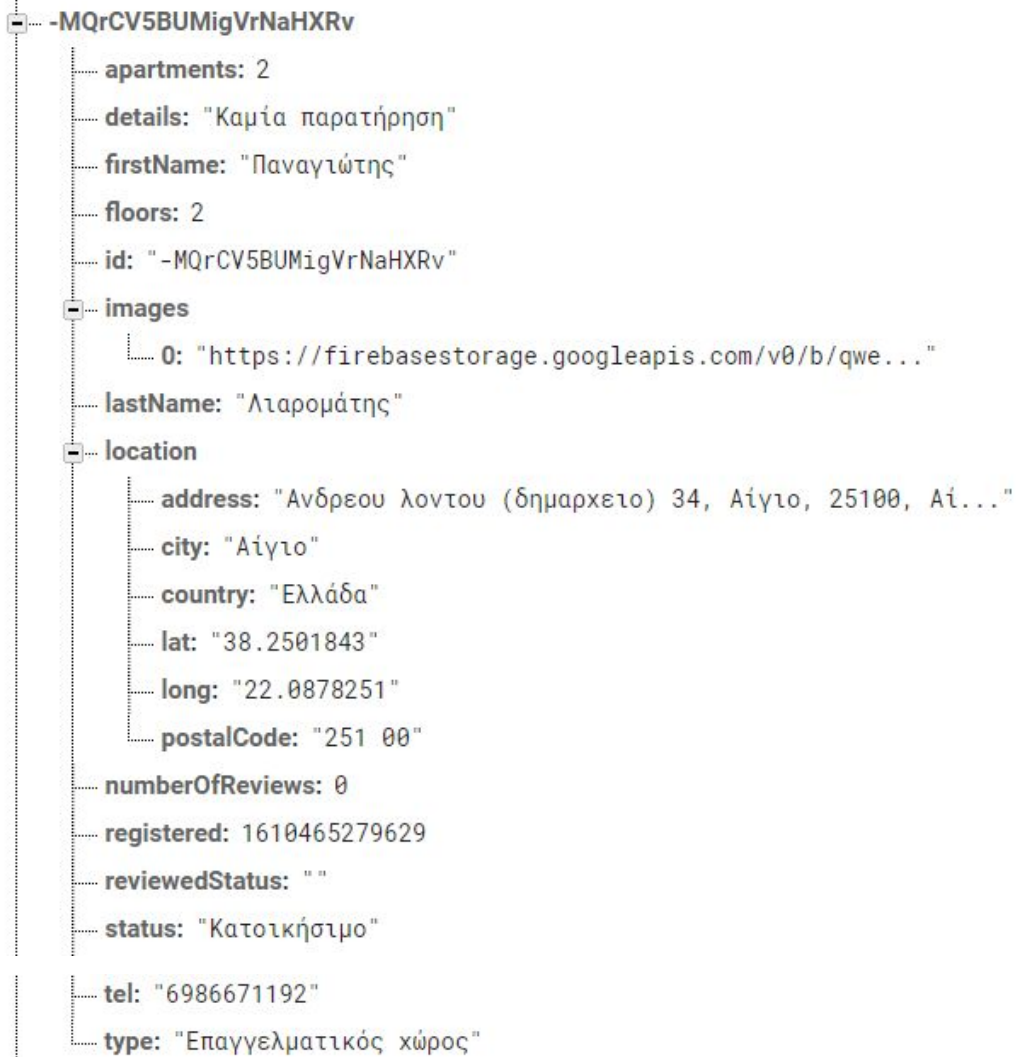 -MQrCV5BUMigVrNaHXRv
apartments: 2
details: "Καμία παρατήρηση"
firstName: "Παναγιώτης"
floors: 2
id: "-MQrCV5BUMigVrNaHXRv"
images
0: "https://firebasestorage.googleapis.com/v0/b/qwe..."
lastName: "Λιαρομάτης"
location
address: "Ανδρεου λοντου (δημαρχειο) 34, Αίγιο, 25100, Αί..."
city: "Αίγιο"
country: "Ελλάδα"
lat: "38.2501843"
long: "22.0878251"
postalCode: "251 00"
numberOfReviews: 0
registered: 1610465279629
reviewedStatus: ""
status: "Κατοικήσιμο"
tel: "6986671192"
type: "Επαγγελματικός χώρος"